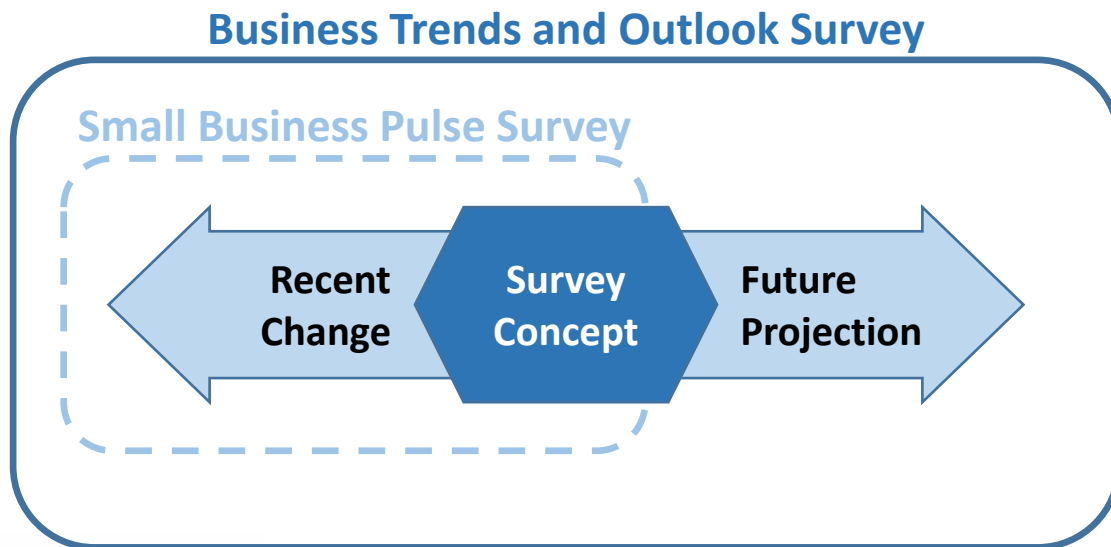 Business Trends and Outlook Survey
Small Business Pulse Survey
Recent
Change
Survey
Concept
Future
Projection